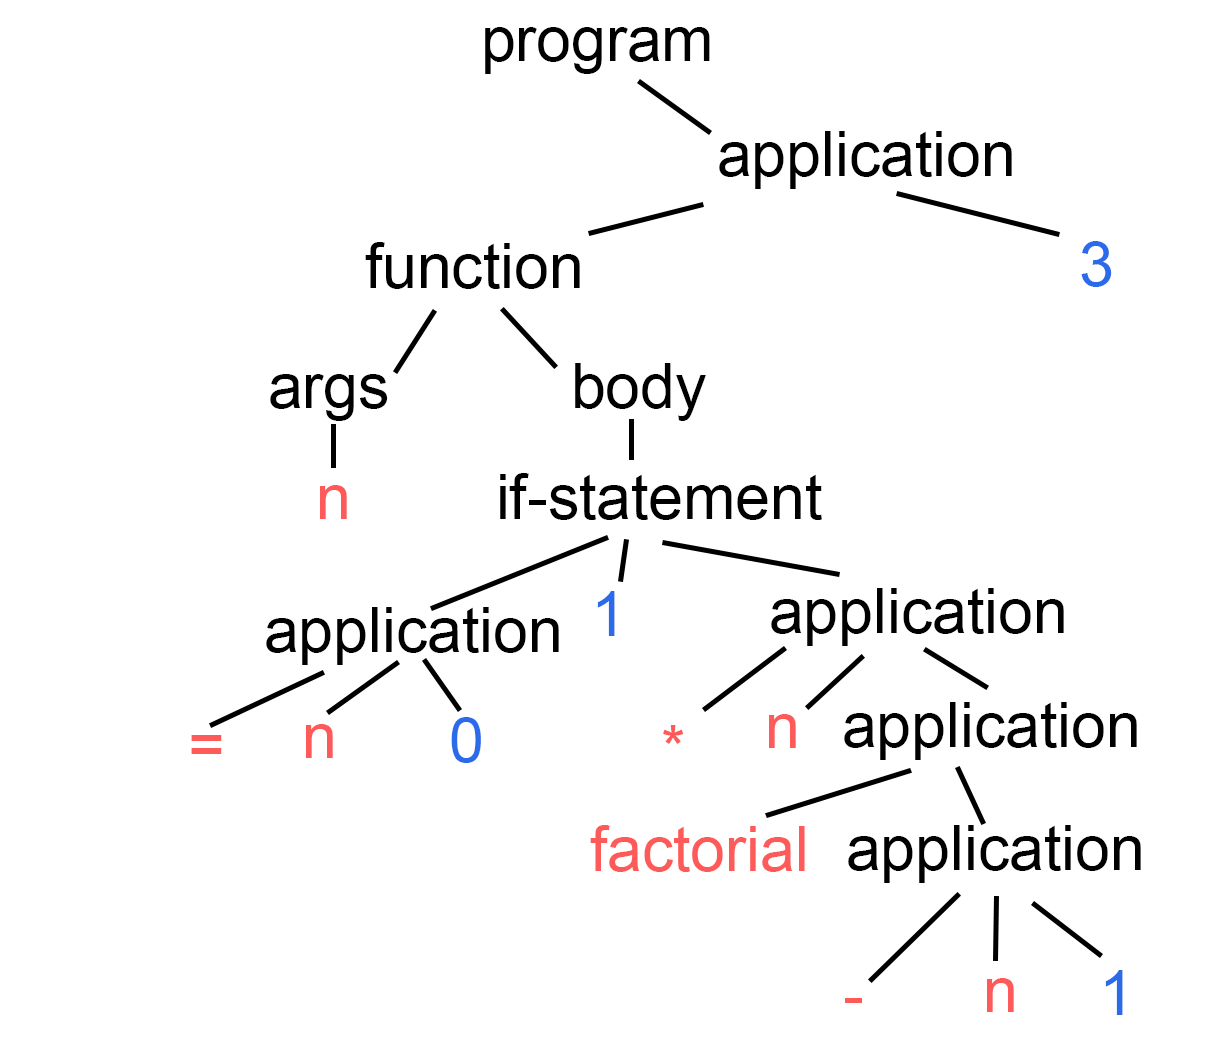 program
application
function 3
args body
n if-statement
application 1 application
= n 0 * n application
factorial application
- n 1